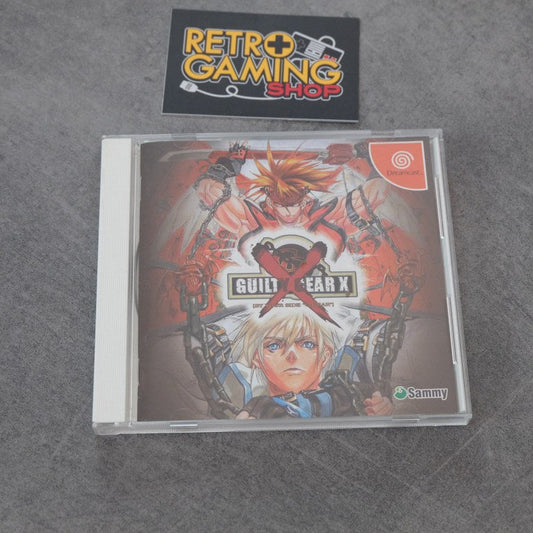 RETRO
GAMING
SHOP
Dreamcast
GUILTY GEAR X
Sammy